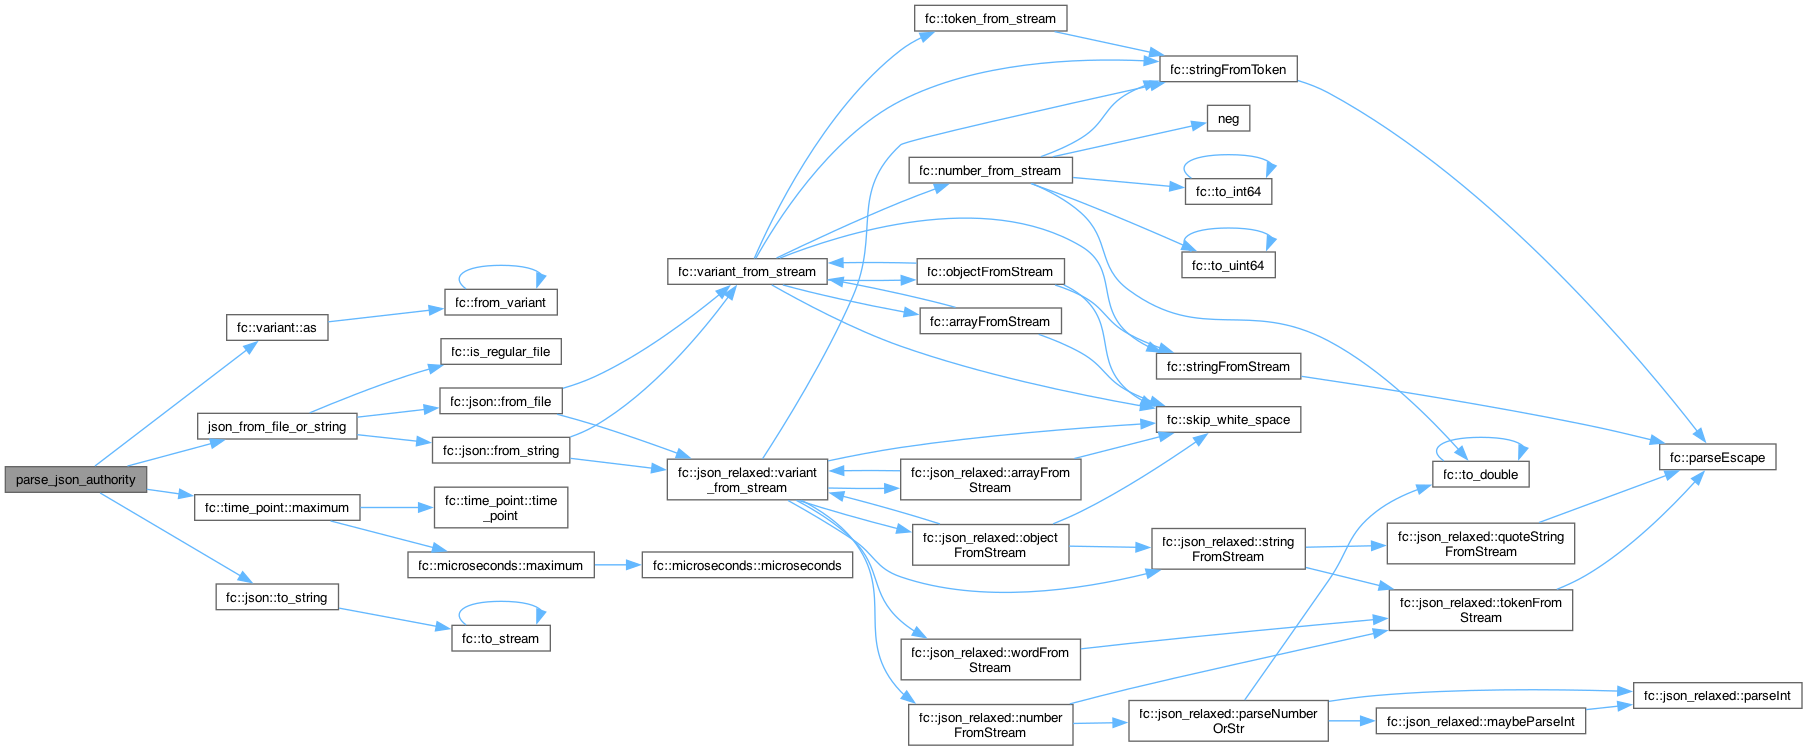 parse_json_authority
fc::variant::as
json_from_file_or_string
fc::time_point::maximum
fc::json::to_string
fc::from_variant
fc::is_regular_file
fc::json::from_file
fc::json::from_string
fc::time_point::time
_point
fc::microseconds::maximum
fc::to_stream
fc::variant_from_stream
fc::json_relaxed::variant
_from_stream
fc::microseconds::microseconds
fc::token_from_stream
fc::number_from_stream
fc::objectFromStream
fc::arrayFromStream
fc::json_relaxed::arrayFrom
Stream
fc::json_relaxed::object
FromStream
fc::json_relaxed::wordFrom
Stream
fc::json_relaxed::number
FromStream
fc::stringFromToken
neg
fc::to_int64
fc::to_uint64
fc::stringFromStream
fc::skip_white_space
fc::json_relaxed::string
FromStream
fc::json_relaxed::parseNumber
OrStr
fc::to_double
fc::json_relaxed::quoteString
FromStream
fc::json_relaxed::tokenFrom
Stream
fc::json_relaxed::maybeParseInt
fc::parseEscape
fc::json_relaxed::parseInt